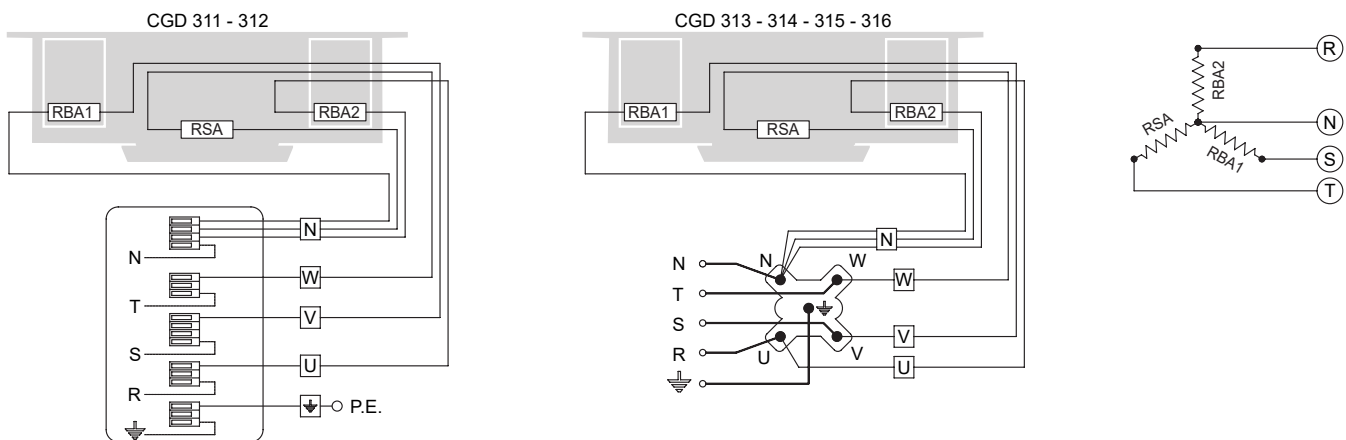 CGD 311 - 312
RBA1
RBA2
RSA
N
N
W
T
V
S
U
R
P.E.
CGD 313 - 314 - 315 - 316
RBA1
RBA2
RSA
N
N
N
W
T
W
S
V
R
U
V
U
R
RBA2
RSA
N
RBA1
S
T